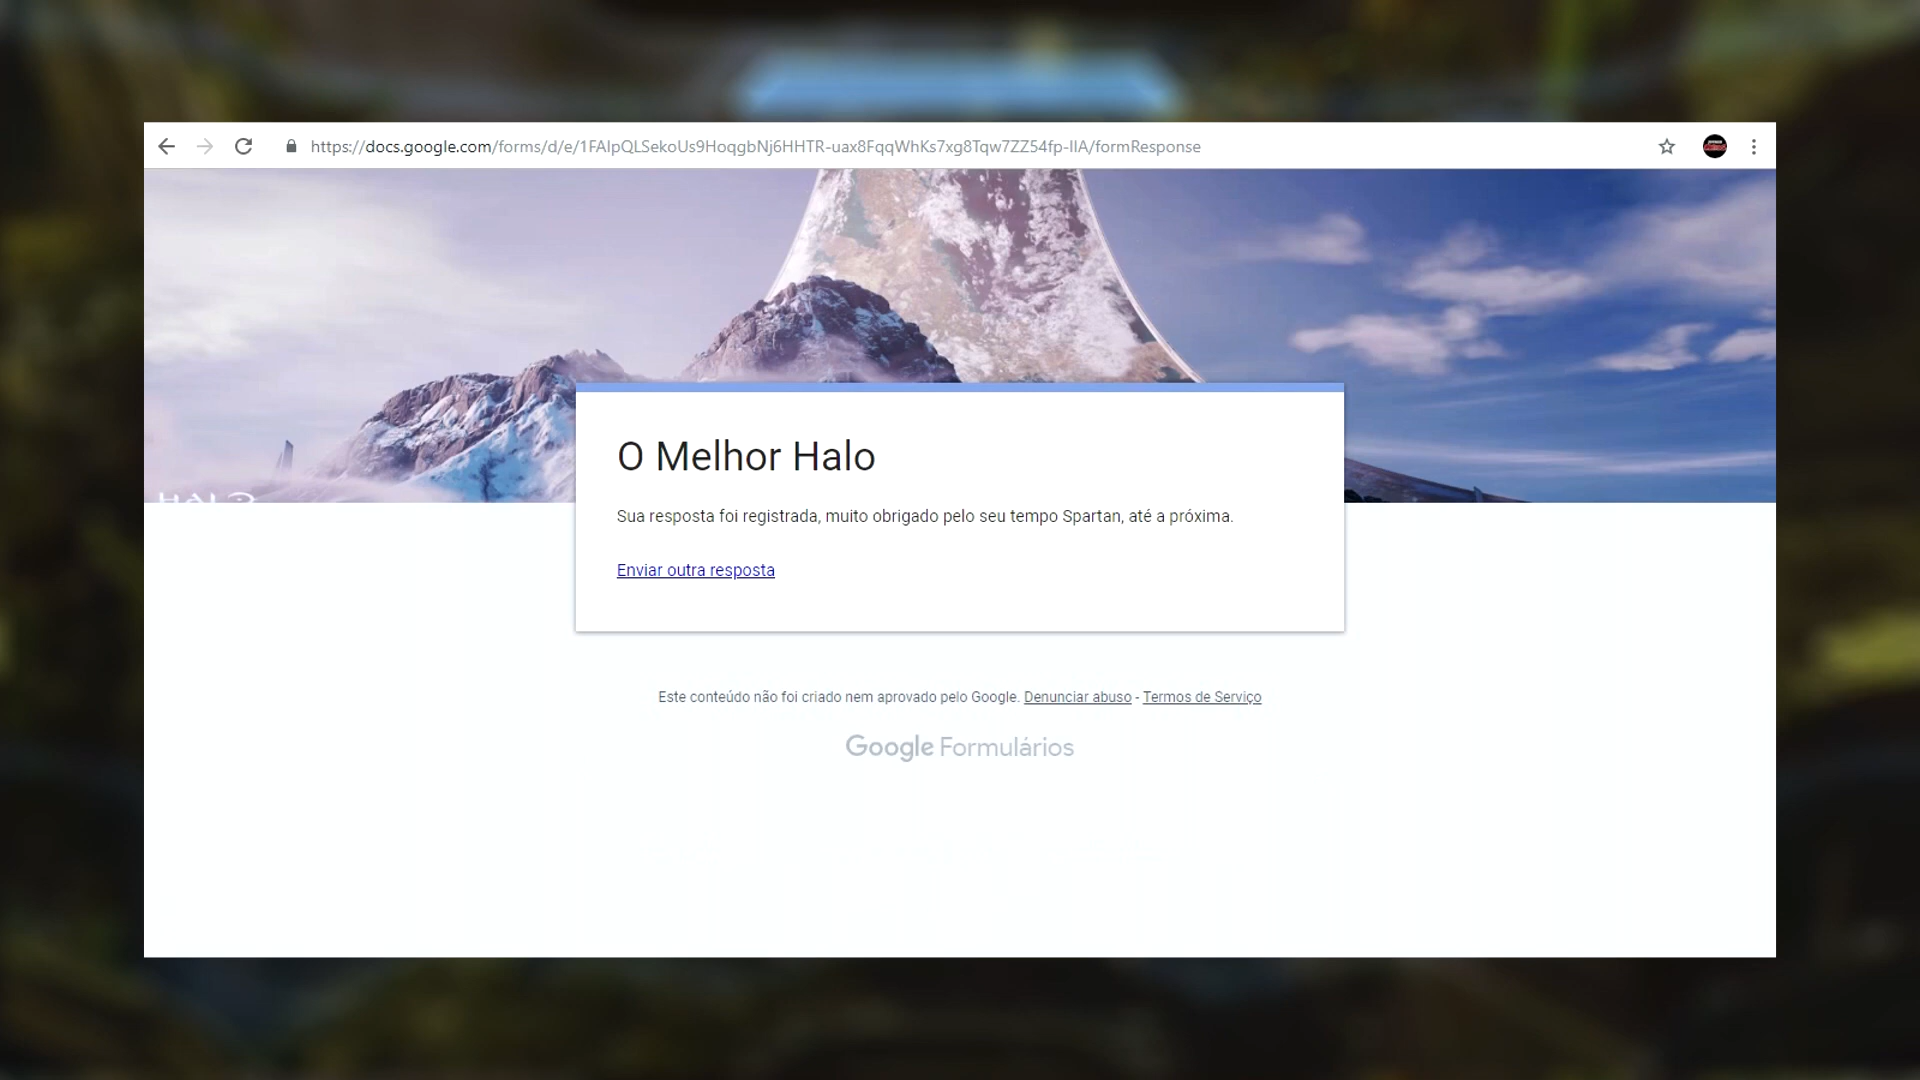 https://docs.google.com/forms/d/e/1FAIpQLSekoUs9HoqgbNj6HHTR-uax8FqqWhKs7xg8Tqw7ZZ54fp-IIA/formResponse
HALO
O Melhor Halo
Sua resposta foi registrada, muito obrigado pelo seu tempo Spartan, até a próxima.
Enviar outra resposta
Este conteúdo não foi criado nem aprovado pelo Google. Denunciar abuso - Termos de Serviço
Google Formulários